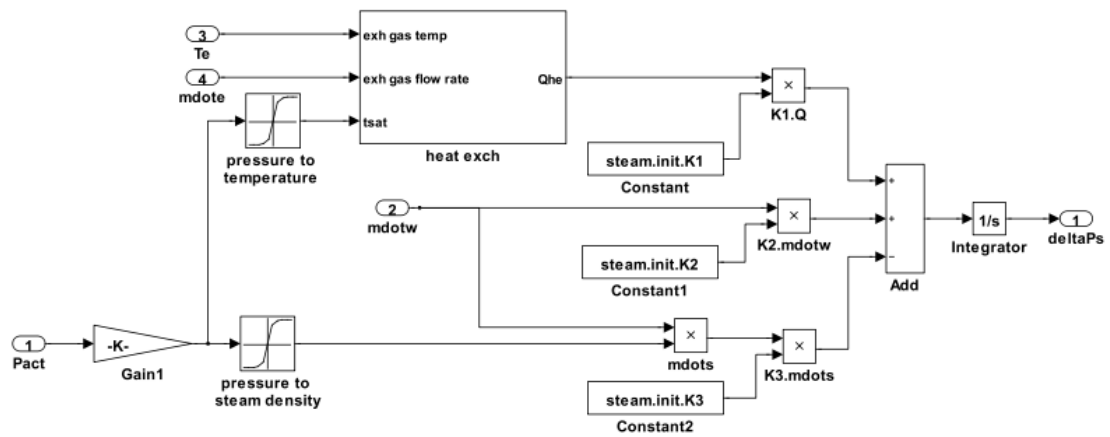 3
Te
exh gas temp
4
mdote
exh gas flow rate
Qhe
tsat
heat exch
pressure to
temperature
×
K1.Q
steam.init.K1
Constant
2
mdotw
×
K2.mdotw
steam.init.K2
Constant1
+
+
−
Add
1/s
Integrator
1
deltaPs
1
Pact
-K-
Gain1
pressure to
steam density
×
mdots
×
K3.mdots
steam.init.K3
Constant2